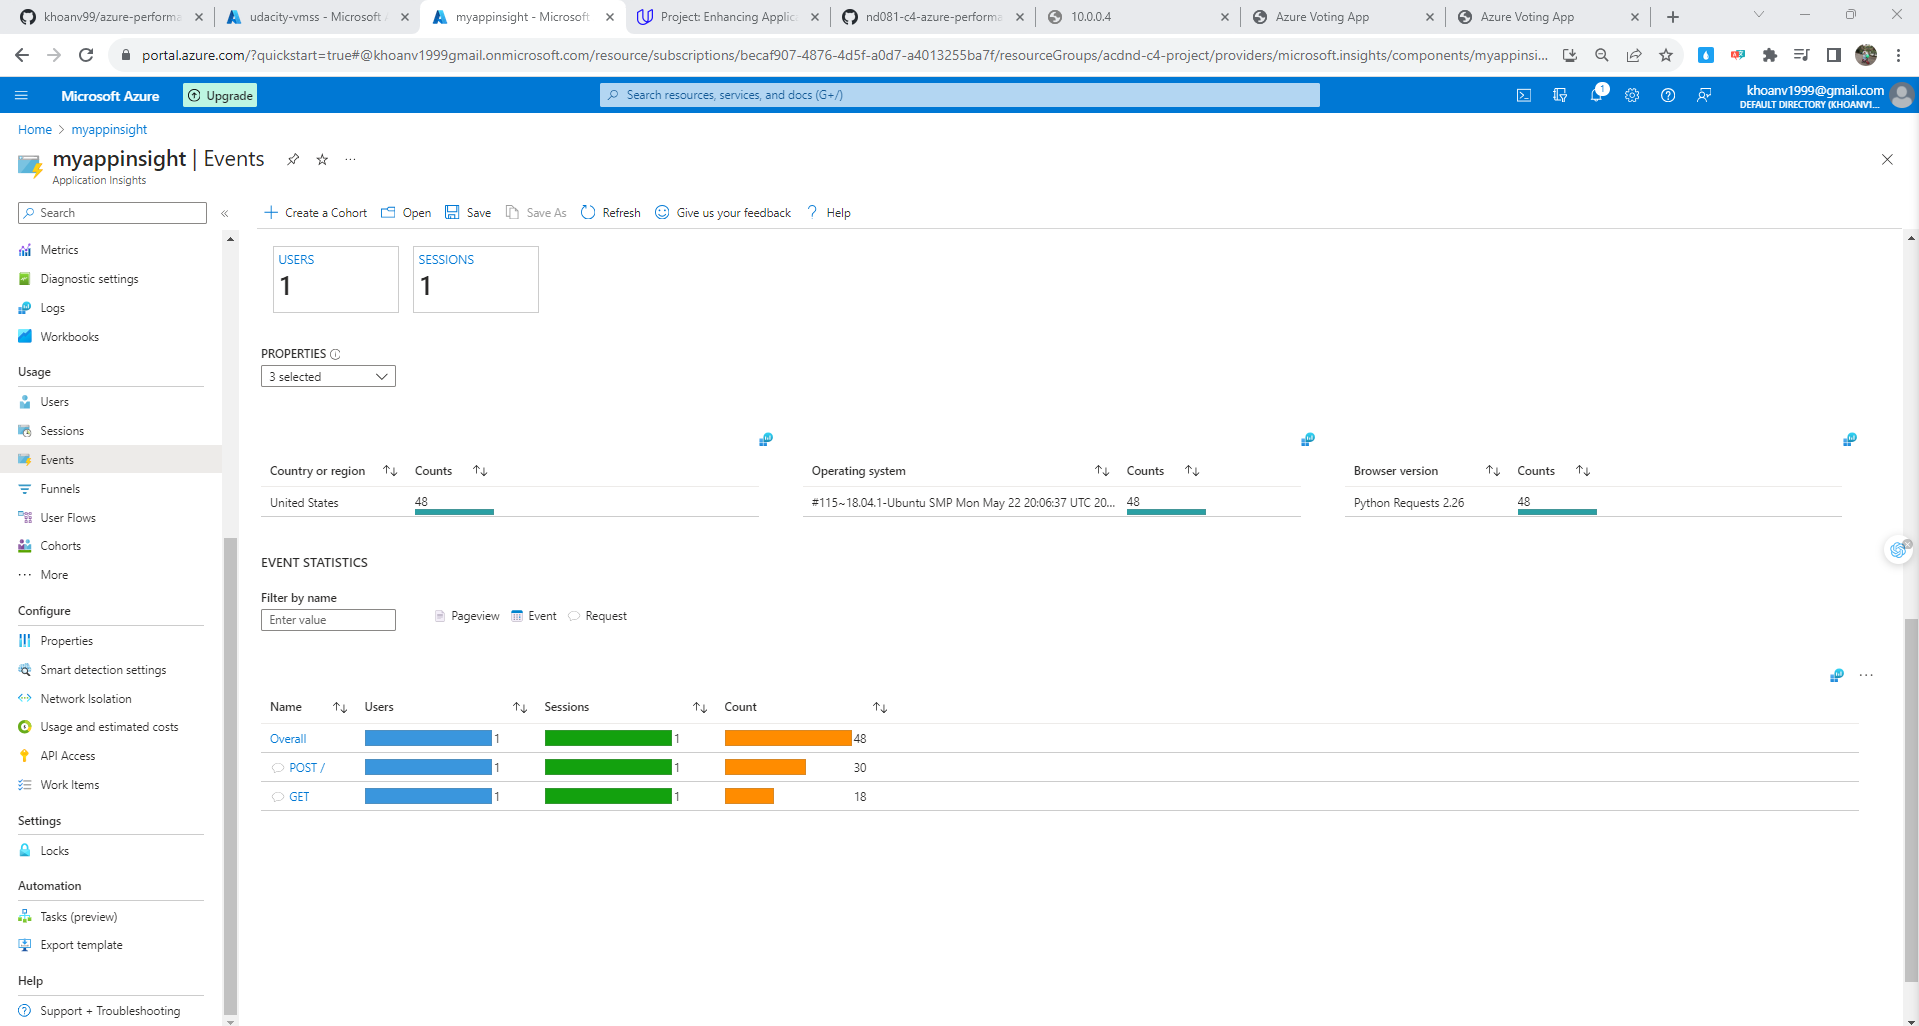 khoanv99/azure-performa
udacity-vmss - Microsoft A
myappinsight - Microsoft
Project: Enhancing Applica
nd081-c4-azure-performa
10.0.0.4
Azure Voting App
Azure Voting App
portal.azure.com/?quickstart=true#@khoanv1999gmail.onmicrosoft.com/resource/subscriptions/becaf907-4876-4d5f-a0d7-a4013255ba7f/resourceGroups/acdnd-c4-project/providers/microsoft.insights/components/myappinsi...
Microsoft Azure
Upgrade
Search resources, services, and docs (G+/)
1
khoanv1999@gmail.com
DEFAULT DIRECTORY (KHOANV1...
Home > myappinsight
myappinsight | Events
...
Application Insights
Search
«
Create a Cohort
Open
Save
Save As
Refresh
Give us your feedback
? Help
Metrics
Diagnostic settings
Logs
Workbooks
Usage
Users
Sessions
Events
Funnels
User Flows
Cohorts
More
Configure
Properties
Smart detection settings
Network Isolation
Usage and estimated costs
API Access
Work Items
Settings
Locks
Automation
Tasks (preview)
Export template
Help
Support + Troubleshooting
USERS
1
SESSIONS
1
PROPERTIES
3 selected
Country or region Counts
United States 48
Operating system Counts
#115~18.04.1-Ubuntu SMP Mon May 22 20:06:37 UTC 20... 48
Browser version Counts
Python Requests 2.26 48
EVENT STATISTICS
Filter by name
Enter value
Pageview Event Request
...
Name Users Sessions Count
Overall 1 1 48
POST / 1 1 30
GET 1 1 18